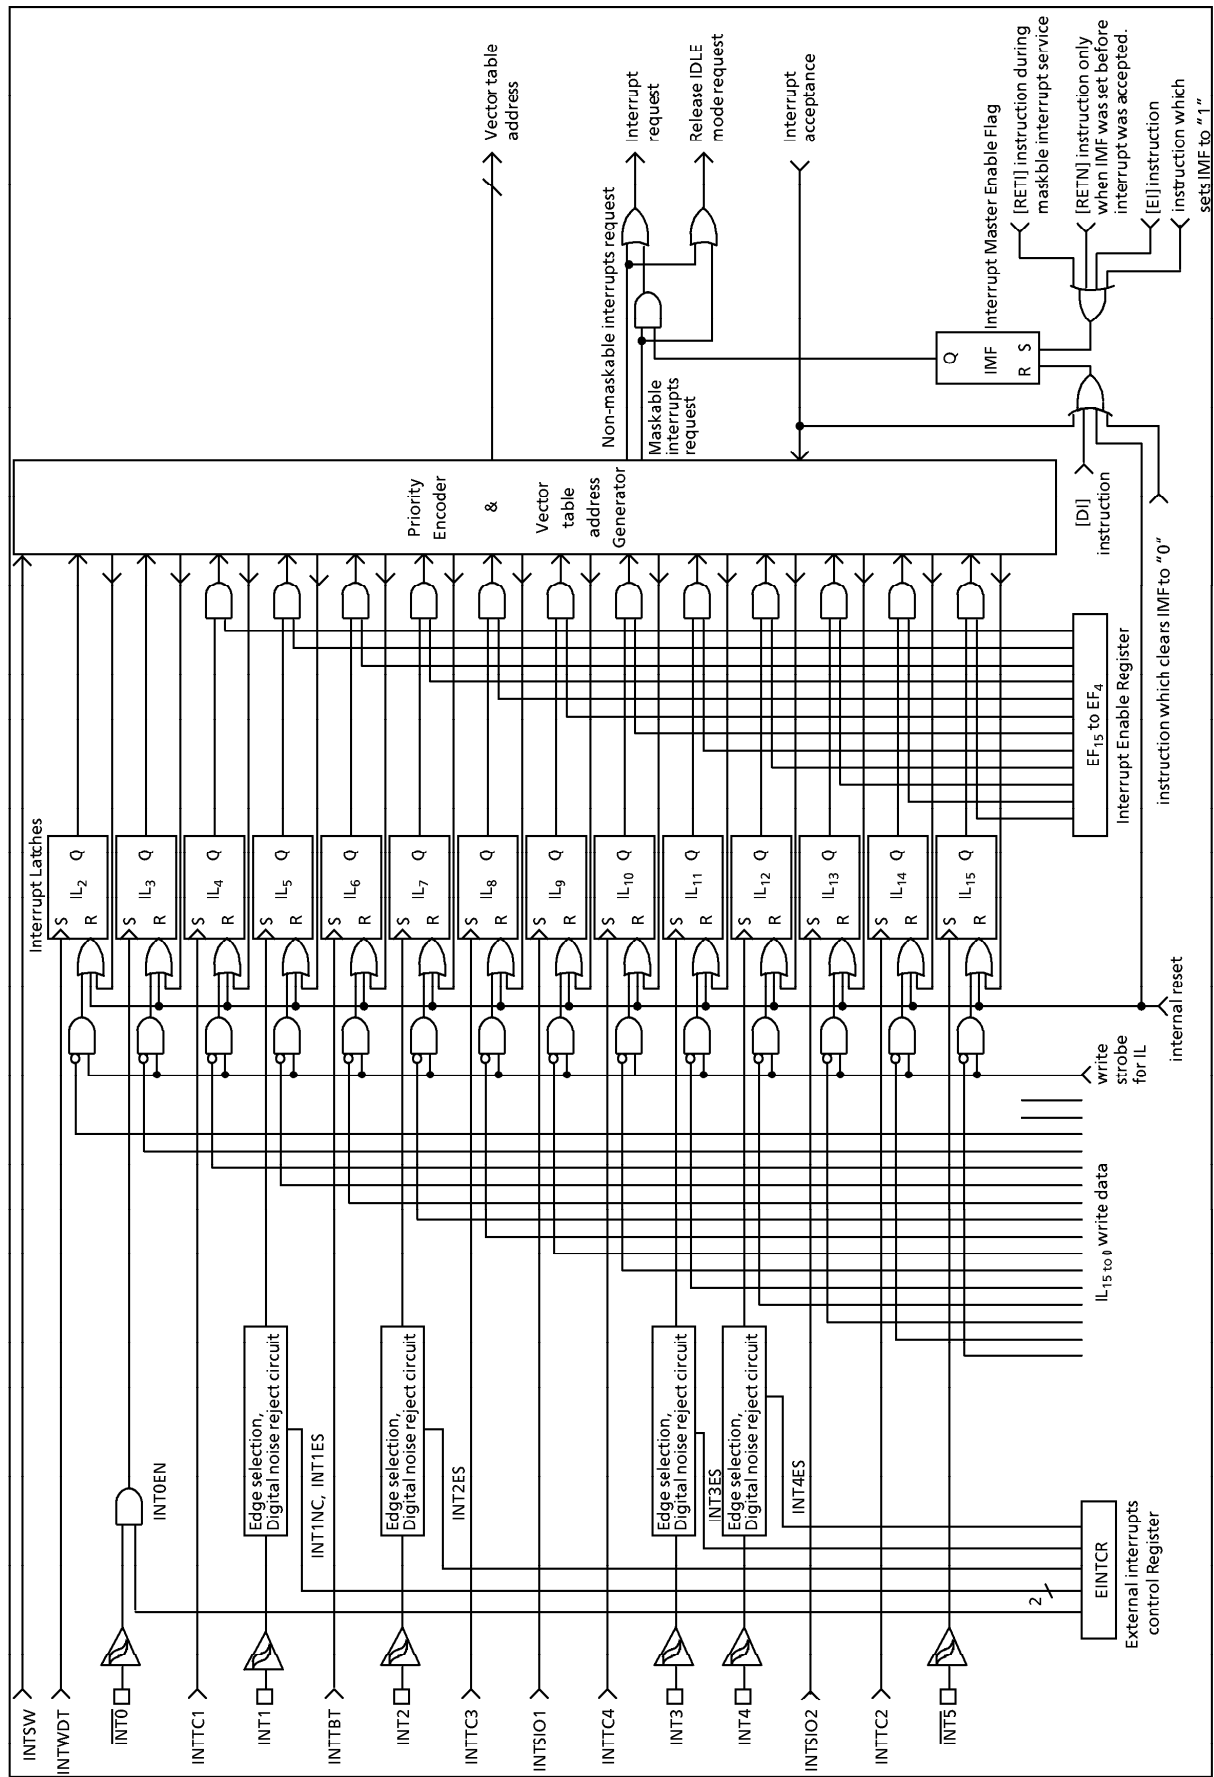 INTSW
INTWDT
INT0
INTTC1
INT1
INTTBT
INT2
INTTC3
INTSIO1
INTTC4
INT3
INT4
INTSIO2
INTTC2
INT5
INT0EN
Edge selection,
Digital noise reject circuit
INT1NC, INT1ES
Edge selection,
Digital noise reject circuit
INT2ES
Edge selection,
Digital noise reject circuit
INT3ES
Edge selection,
Digital noise reject circuit
INT4ES
2
EINTCR
External interrupts
control Register
IL15 to 0 write data
write
strobe
for IL
internal reset
Interrupt Latches
S
R
IL2
Q
S
R
IL3
Q
S
R
IL4
Q
S
R
IL5
Q
S
R
IL6
Q
S
R
IL7
Q
S
R
IL8
Q
S
R
IL9
Q
S
R
IL10
Q
S
R
IL11
Q
S
R
IL12
Q
S
R
IL13
Q
S
R
IL14
Q
S
R
IL15
Q
EF15 to EF4
Interrupt Enable Register
instruction which clears IMF to “0”
Priority
Encoder
&
Vector
table
address
Generator
[DI]
instruction
Non-maskable interrupts request
Maskable
interrupts
request
Q
IMF
R S
Interrupt Master Enable Flag
Vector table
address
Interrupt
request
Release IDLE
mode request
Interrupt
acceptance
[RETI] instruction during
maskble interrupt service
[RETN] instruction only
when IMF was set before
interrupt was accepted.
[EI] instruction
instruction which
sets IMF to “1”